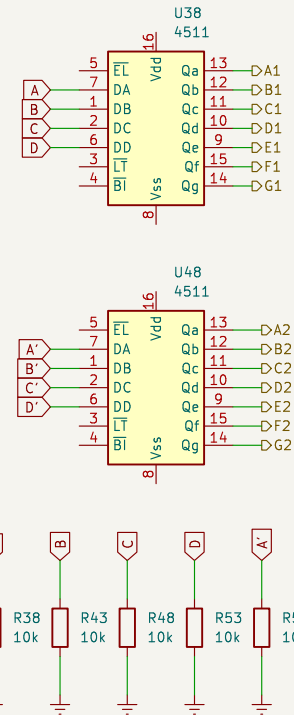 U38
4511
16
Vdd
5 EL Qa 13 A1
A 7 DA Qb 12 B1
B 1 DB Qc 11 C1
C 2 DC Qd 10 D1
D 6 DD Qe 9 E1
3 LT Qf 15 F1
4 BI Qg 14 G1
Vss
8
U48
4511
16
Vdd
5 EL Qa 13 A2
A' 7 DA Qb 12 B2
B' 1 DB Qc 11 C2
C' 2 DC Qd 10 D2
D' 6 DD Qe 9 E2
3 LT Qf 15 F2
4 BI Qg 14 G2
Vss
8
B C D A'
R38 R43 R48 R53
10k 10k 10k 10k